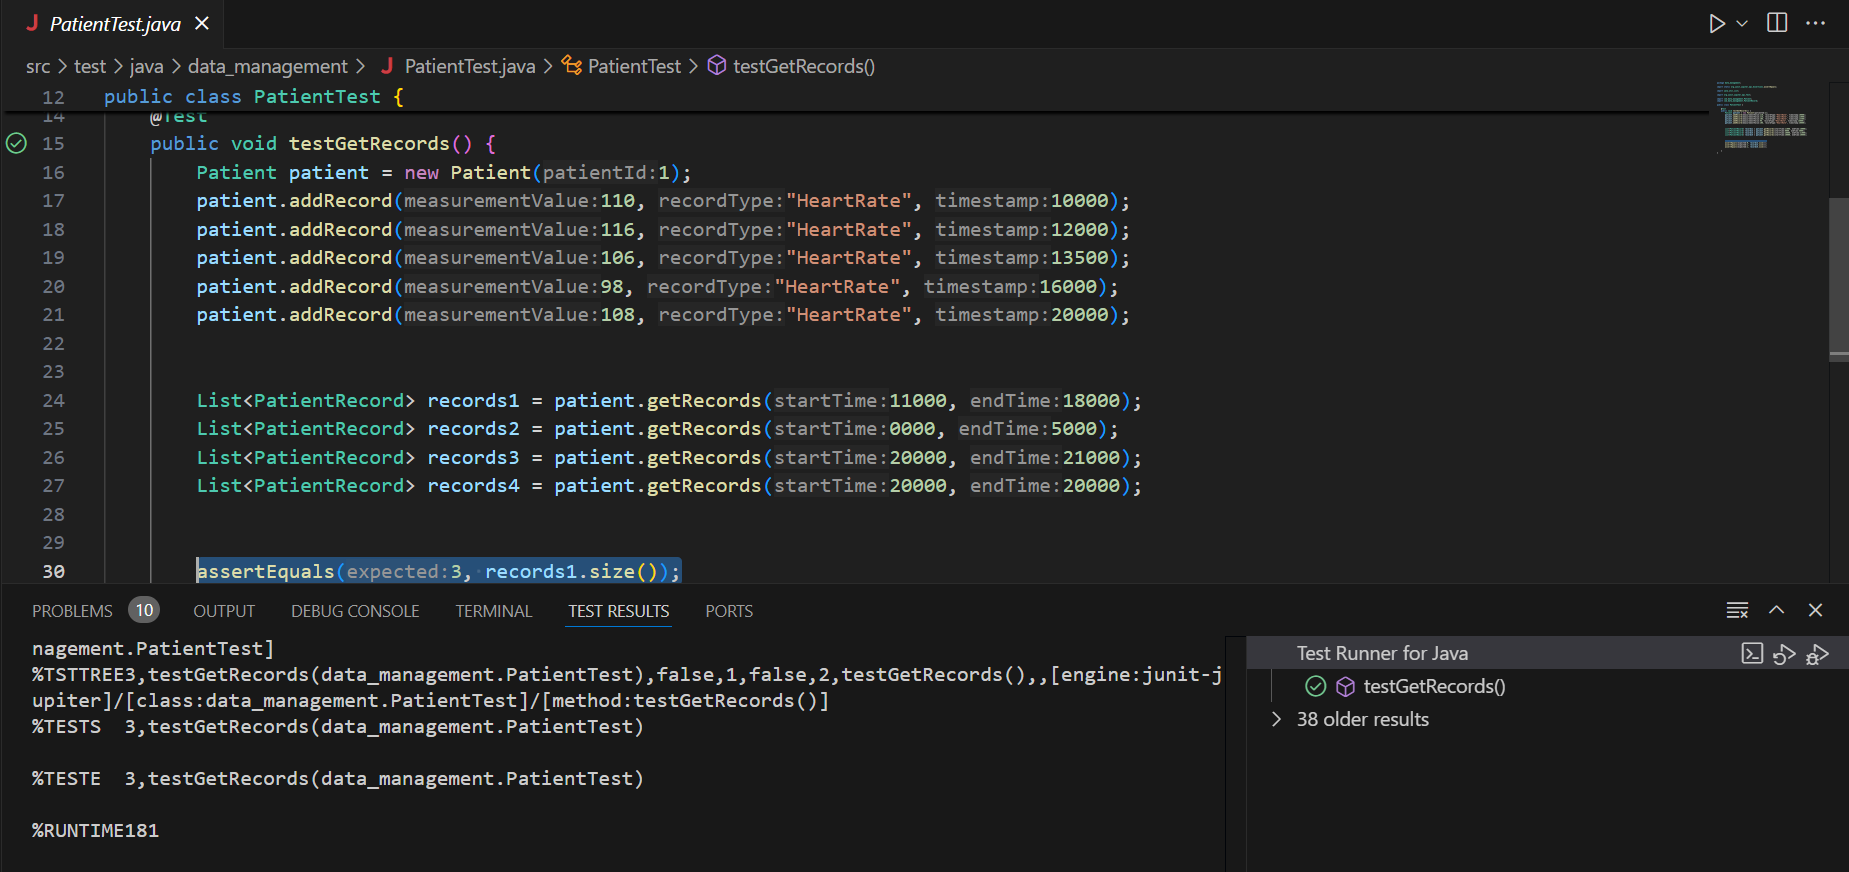 J PatientTest.java ×
src > test > java > data_management > J PatientTest.java > PatientTest > testGetRecords()
12 public class PatientTest {
14 @Test
15 public void testGetRecords() {
16 Patient patient = new Patient(patientId:1);
17 patient.addRecord(measurementValue:110, recordType:"HeartRate", timestamp:10000);
18 patient.addRecord(measurementValue:116, recordType:"HeartRate", timestamp:12000);
19 patient.addRecord(measurementValue:106, recordType:"HeartRate", timestamp:13500);
20 patient.addRecord(measurementValue:98, recordType:"HeartRate", timestamp:16000);
21 patient.addRecord(measurementValue:108, recordType:"HeartRate", timestamp:20000);
22
23
24 List<PatientRecord> records1 = patient.getRecords(startTime:11000, endTime:18000);
25 List<PatientRecord> records2 = patient.getRecords(startTime:0000, endTime:5000);
26 List<PatientRecord> records3 = patient.getRecords(startTime:20000, endTime:21000);
27 List<PatientRecord> records4 = patient.getRecords(startTime:20000, endTime:20000);
28
29
30 assertEquals(expected:3, records1.size());
PROBLEMS 10 OUTPUT DEBUG CONSOLE TERMINAL TEST RESULTS PORTS
nagement.PatientTest]
%TSTTREE3,testGetRecords(data_management.PatientTest),false,1,false,2,testGetRecords(),,[engine:junit-j
upiter]/[class:data_management.PatientTest]/[method:testGetRecords()]
%TESTS  3,testGetRecords(data_management.PatientTest)
%TESTE  3,testGetRecords(data_management.PatientTest)
%RUNTIME181
Test Runner for Java
testGetRecords()
38 older results